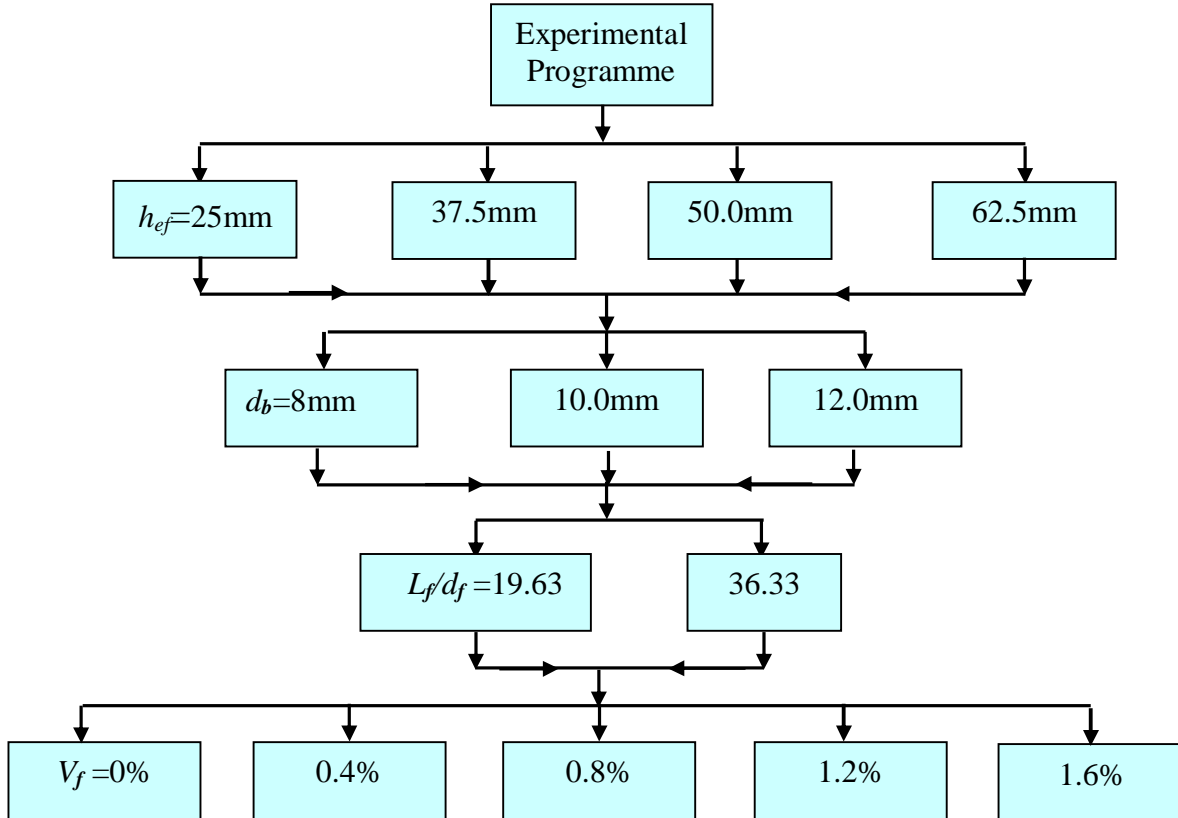 Experimental
Programme
hef=25mm
37.5mm
50.0mm
62.5mm
db=8mm
10.0mm
12.0mm
Lf/df =19.63
36.33
Vf =0%
0.4%
0.8%
1.2%
1.6%